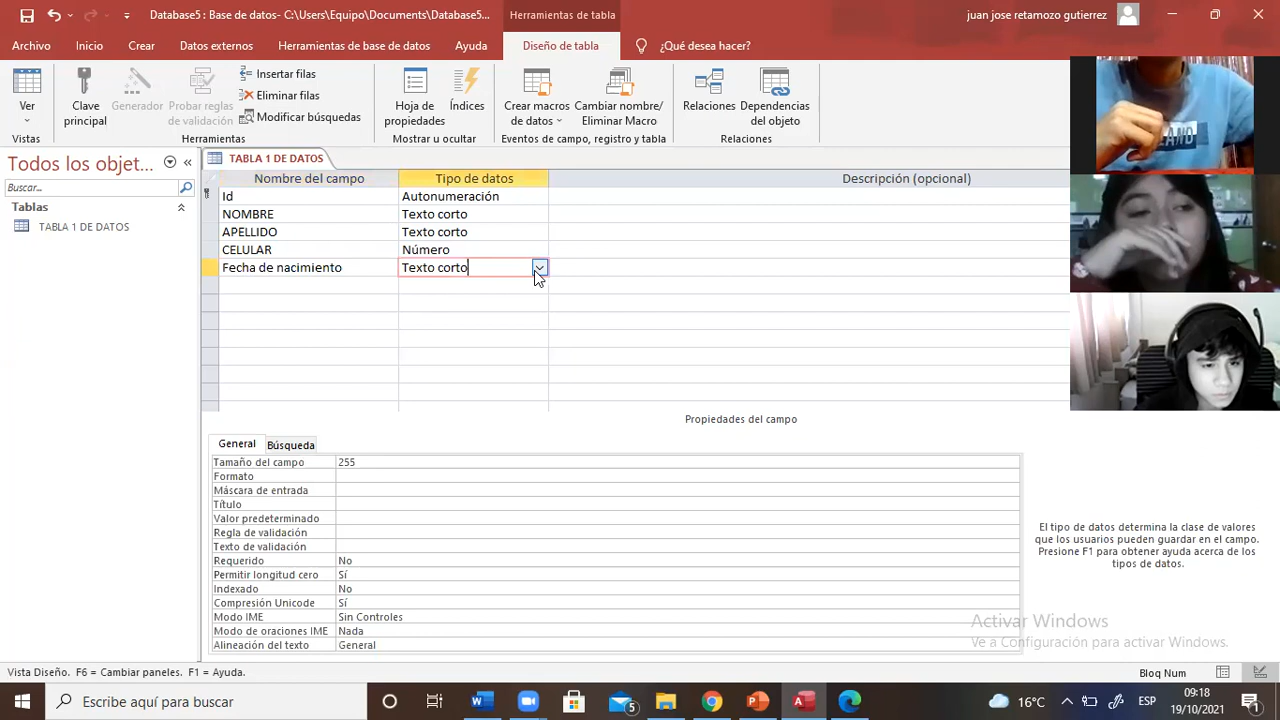 Database5 : Base de datos- C:\Users\Equipo\Documents\Database5...
Herramientas de tabla
juan jose retamozo gutierrez
Archivo
Inicio
Crear
Datos externos
Herramientas de base de datos
Ayuda
Diseño de tabla
¿Qué desea hacer?
Ver
Clave principal
Generador
Probar reglas de validación
Insertar filas
Eliminar filas
Modificar búsquedas
Hoja de propiedades
Índices
Crear macros de datos
Cambiar nombre/ Eliminar Macro
Relaciones
Dependencias del objeto
Vistas
Herramientas
Mostrar u ocultar
Eventos de campo, registro y tabla
Relaciones
Todos los objet...
Buscar...
Tablas
TABLA 1 DE DATOS
TABLA 1 DE DATOS
Nombre del campo Tipo de datos Descripción (opcional)
Id Autonumeración
NOMBRE Texto corto
APELLIDO Texto corto
CELULAR Número
Fecha de nacimiento Texto corto
Propiedades del campo
General Búsqueda
Tamaño del campo 255
Formato
Máscara de entrada
Título
Valor predeterminado
Regla de validación
Texto de validación
Requerido No
Permitir longitud cero Sí
Indexado No
Compresión Unicode Sí
Modo IME Sin Controles
Modo de oraciones IME Nada
Alineación del texto General
El tipo de datos determina la clase de valores
que los usuarios pueden guardar en el campo.
Presione F1 para obtener ayuda acerca de los
tipos de datos.
Activar Windows
Ve a Configuración para activar Windows.
Vista Diseño. F6 = Cambiar paneles. F1 = Ayuda.
Bloq Num
Escribe aquí para buscar
5
16°C
ESP
09:18
19/10/2021
1